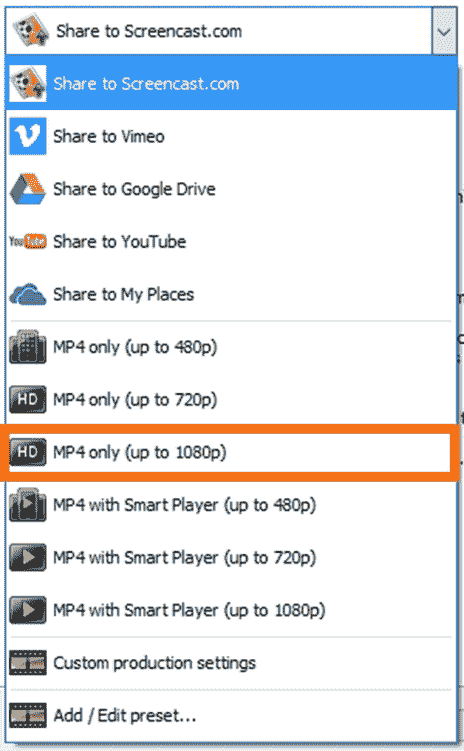 Share to Screencast.com
Share to Screencast.com
Share to Vimeo
You Tube
Share to Google Drive
Share to YouTube
Share to My Places
MP4 only (up to 480p)
HD
MP4 only (up to 720p)
HD
MP4 only (up to 1080p)
MP4 with Smart Player (up to 480p)
MP4 with Smart Player (up to 720p)
MP4 with Smart Player (up to 1080p)
Custom production settings
Add / Edit preset...